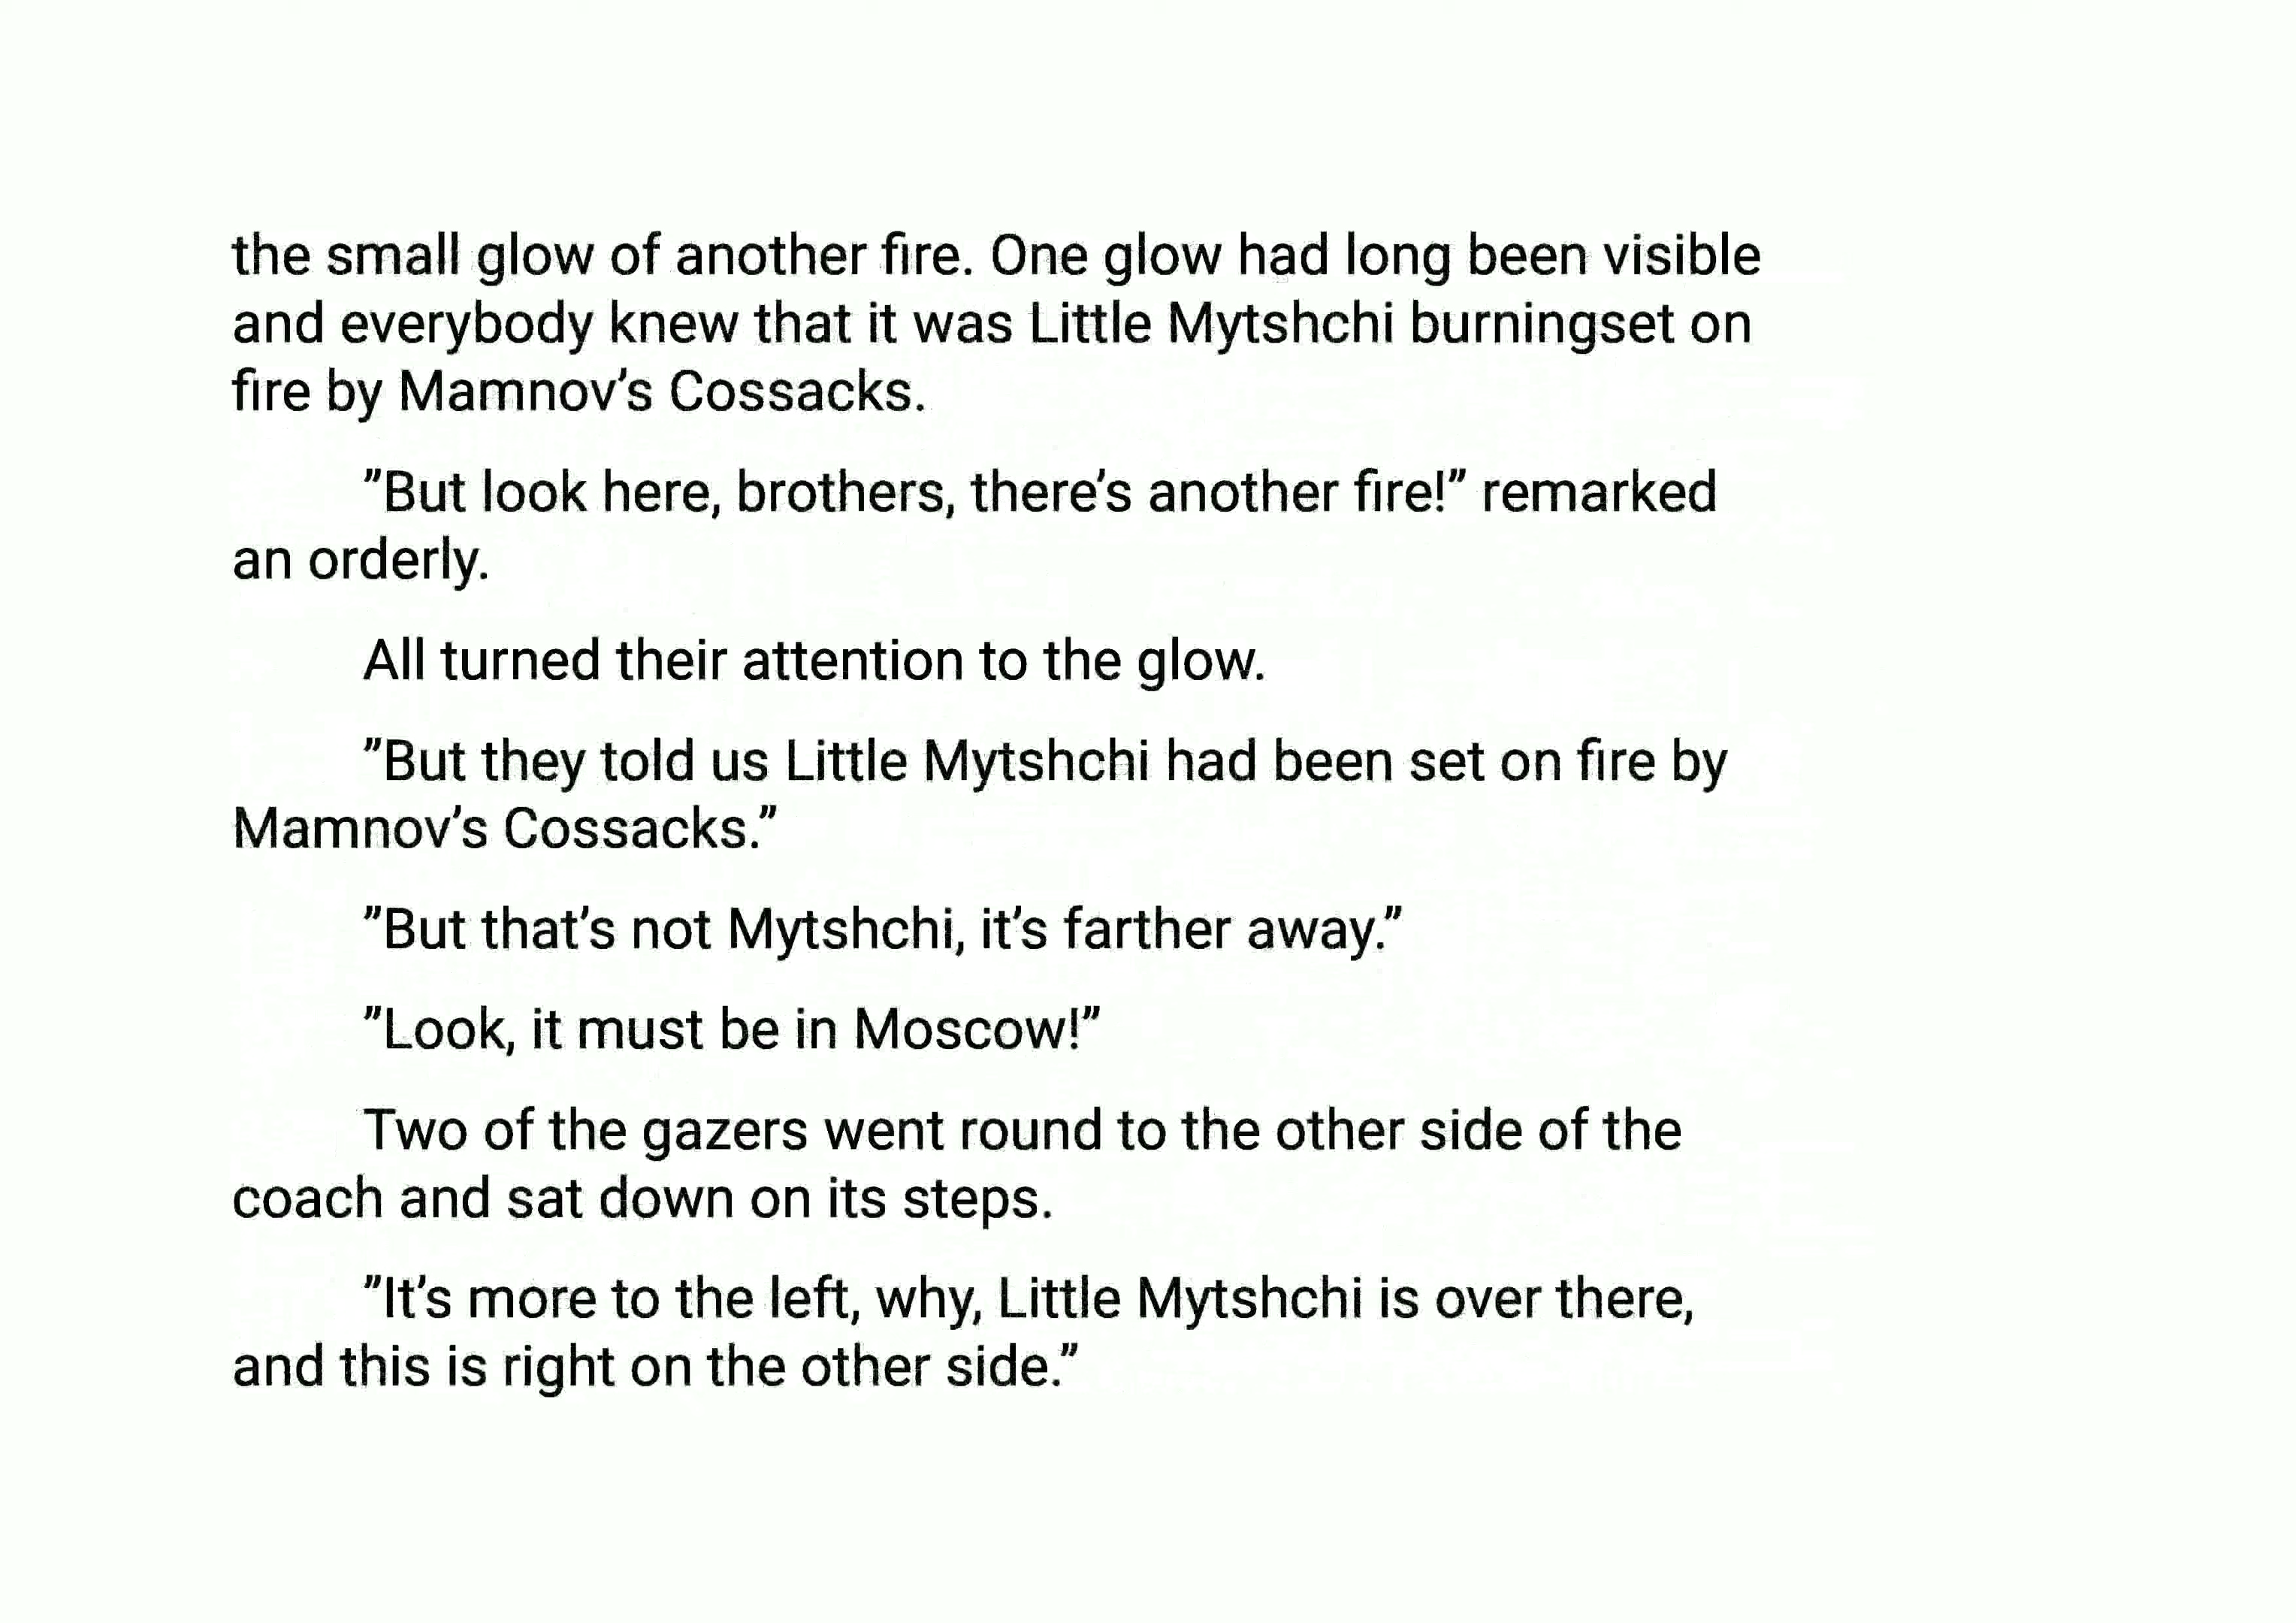 the small glow of another fire. One glow had long been visible
and everybody knew that it was Little Mytshchi burningset on
fire by Mamnov’s Cossacks.
”But look here, brothers, there’s another fire!” remarked
an orderly.
All turned their attention to the glow.
”But they told us Little Mytshchi had been set on fire by
Mamnov’s Cossacks.”
”But that’s not Mytshchi, it’s farther away.”
”Look, it must be in Moscow!”
Two of the gazers went round to the other side of the
coach and sat down on its steps.
”It’s more to the left, why, Little Mytshchi is over there,
and this is right on the other side.”